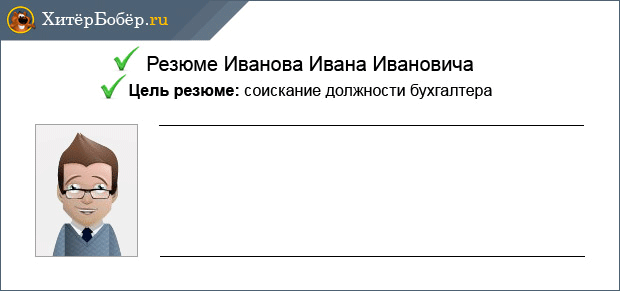 ХитёрБобёр.ru
Резюме Иванова Ивана Ивановича
Цель резюме: соискание должности бухгалтера